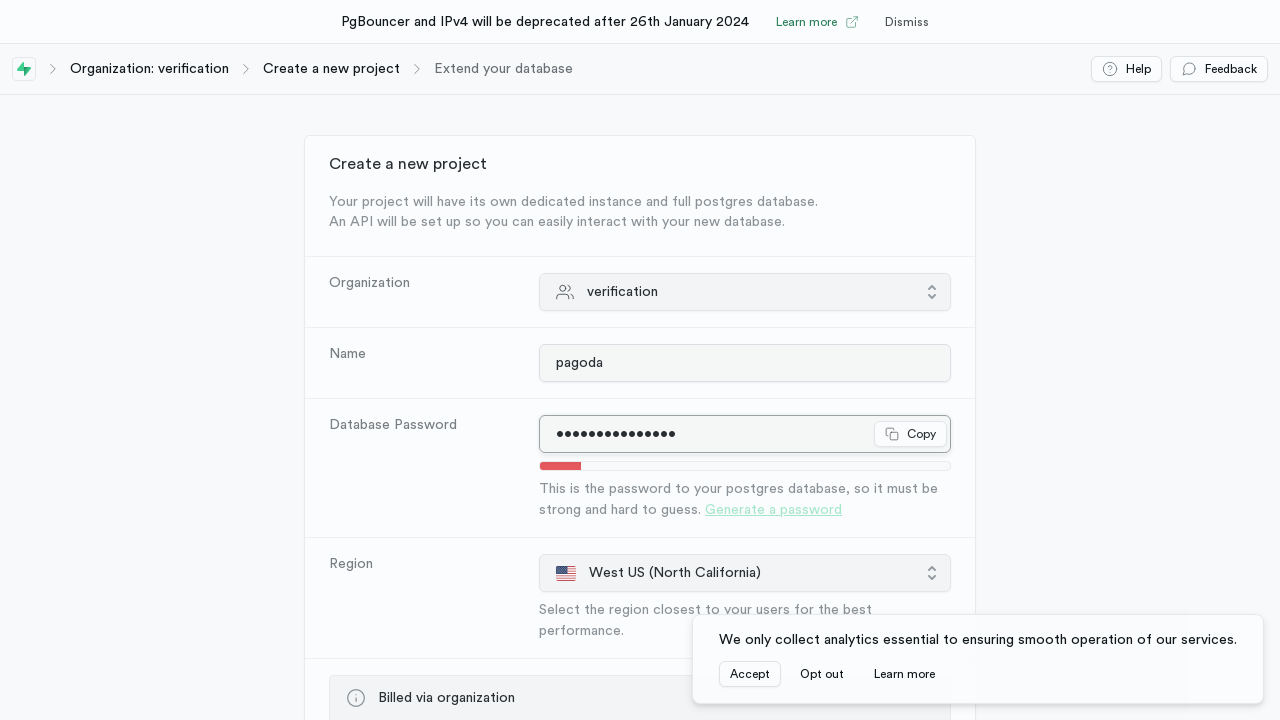 PgBouncer and IPv4 will be deprecated after 26th January 2024 Learn more Dismiss
Organization: verification Create a new project Extend your database Help Feedback
Create a new project
Your project will have its own dedicated instance and full postgres database.
An API will be set up so you can easily interact with your new database.
Organization verification
Name pagoda
Database Password ••••••••••••••• Copy
This is the password to your postgres database, so it must be
strong and hard to guess. Generate a password
Region West US (North California)
Select the region closest to your users for the best
performance.
We only collect analytics essential to ensuring smooth operation of our services.
Accept Opt out Learn more
Billed via organization